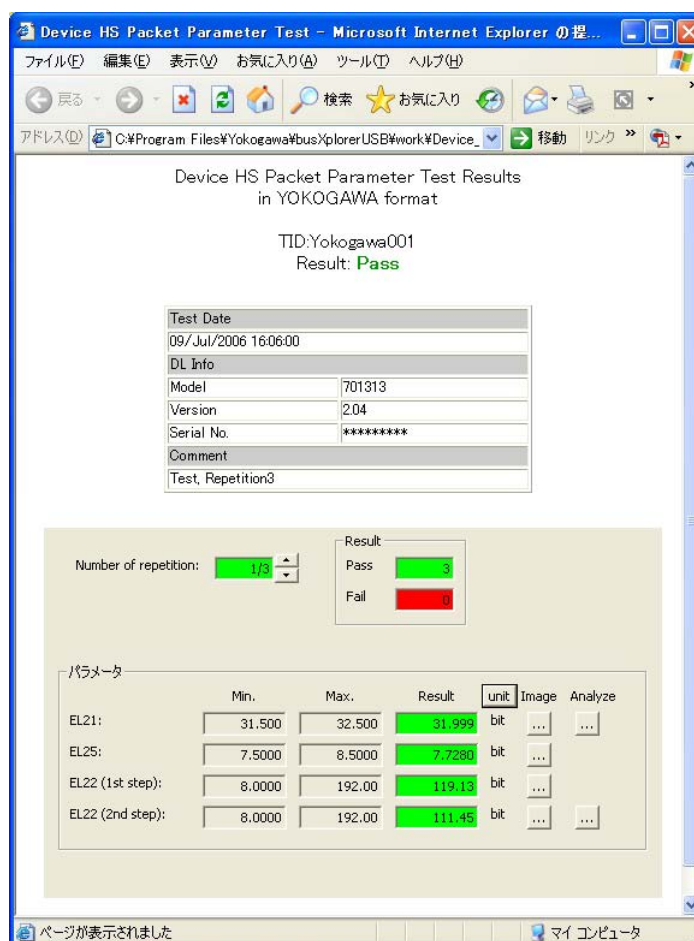 Device HS Packet Parameter Test - Microsoft Internet Explorer の提...
ファイル(F) 編集(E) 表示(V) お気に入り(A) ツール(T) ヘルプ(H)
戻る 検索 お気に入り
アドレス(D) C:¥Program Files¥Yokogawa¥busXplorerUSB¥work¥Device_ 移動 リンク »
Device HS Packet Parameter Test Results
in YOKOGAWA format
TID:Yokogawa001
Result: Pass
Test Date
09/Jul/2006 16:06:00
DL Info
Model 701313
Version 2.04
Serial No. *********
Comment
Test, Repetition3
Number of repetition: 1/3
Result
Pass 3
Fail 0
パラメータ
Min. Max. Result unit Image Analyze
EL21: 31.500 32.500 31.999 bit ... ...
EL25: 7.5000 8.5000 7.7280 bit ...
EL22 (1st step): 8.0000 192.00 119.13 bit ...
EL22 (2nd step): 8.0000 192.00 111.45 bit ... ...
ページが表示されました マイ コンピュータ